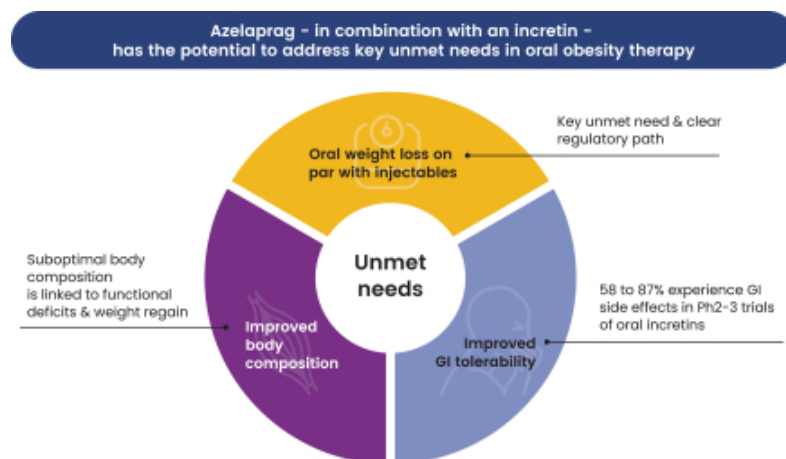 Azelaprag - in combination with an incretin -
has the potential to address key unmet needs in oral obesity therapy
Key unmet need & clear
regulatory path
Oral weight loss on
par with injectables
Unmet
needs
Suboptimal body
composition
is linked to functional
deficits & weight regain
Improved
body
composition
58 to 87% experience GI
side effects in Ph2-3 trials
of oral incretins
Improved
GI tolerability